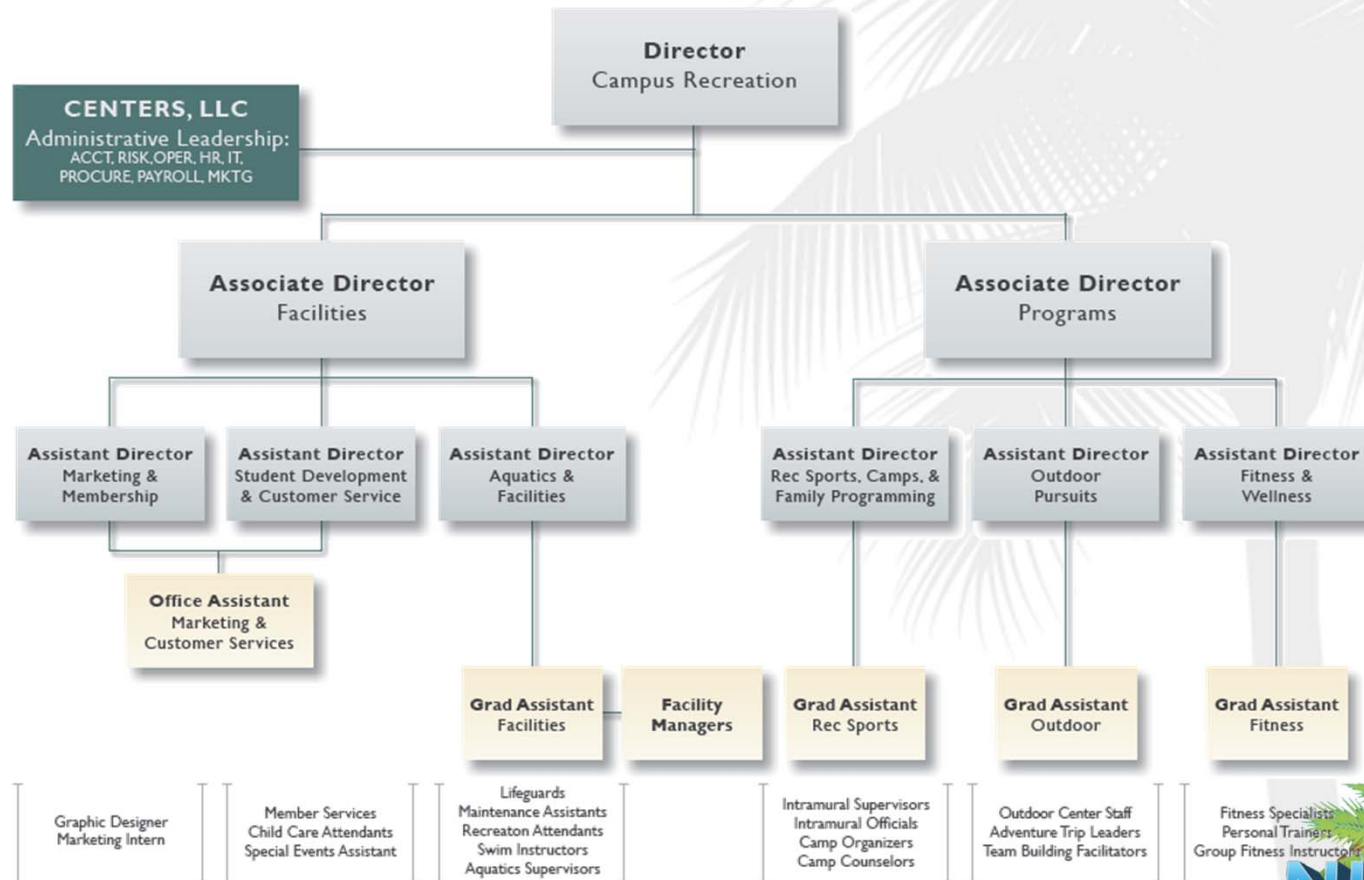 Director
Campus Recreation
CENTERS, LLC
Administrative Leadership:
ACCT, RISK,OPER, HR, IT,
PROCURE, PAYROLL, MKTG
Associate Director
Facilities
Associate Director
Programs
Assistant Director
Marketing &
Membership
Assistant Director
Student Development
& Customer Service
Assistant Director
Aquatics &
Facilities
Assistant Director
Rec Sports, Camps, &
Family Programming
Assistant Director
Outdoor
Pursuits
Assistant Director
Fitness &
Wellness
Office Assistant
Marketing &
Customer Services
Grad Assistant
Facilities
Facility
Managers
Grad Assistant
Rec Sports
Grad Assistant
Outdoor
Grad Assistant
Fitness
Graphic Designer
Marketing Intern
Member Services
Child Care Attendants
Special Events Assistant
Lifeguards
Maintenance Assistants
Recreaton Attendants
Swim Instructors
Aquatics Supervisors
Intramural Supervisors
Intramural Officials
Camp Organizers
Camp Counselors
Outdoor Center Staff
Adventure Trip Leaders
Team Building Facilitators
Fitness Specialists
Personal Trainers
Group Fitness Instructors